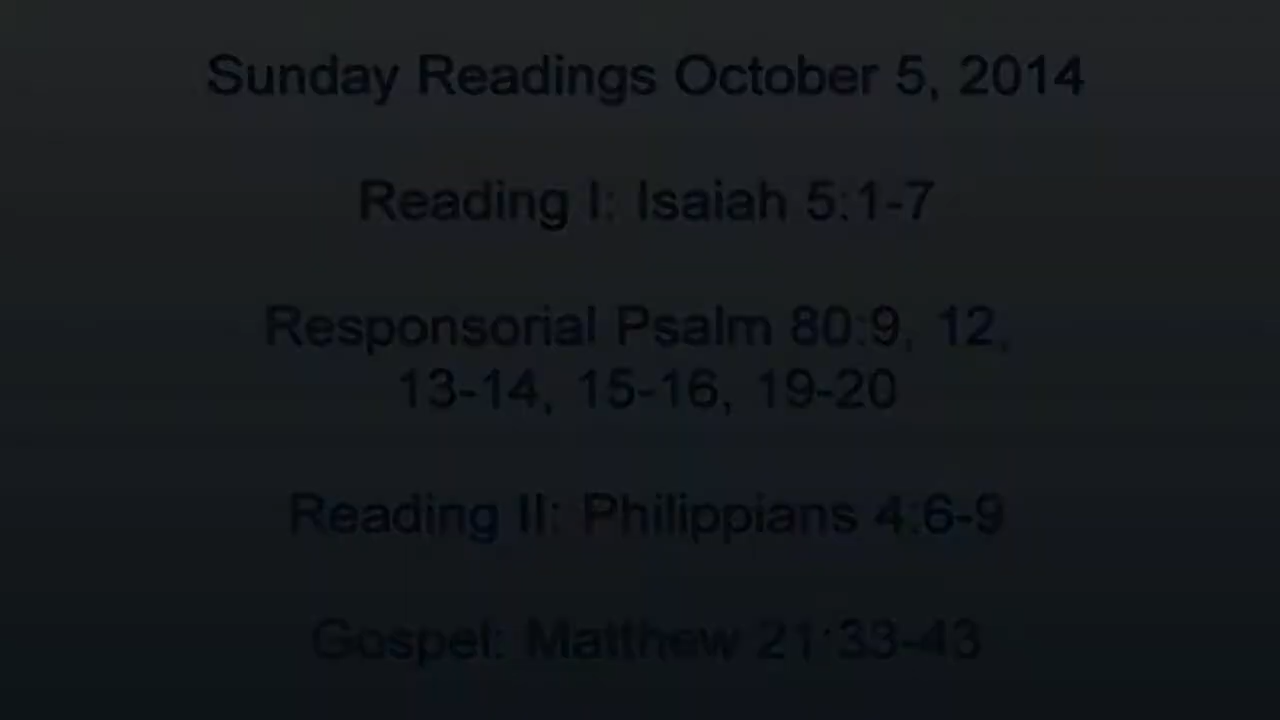 Sunday Readings October 5, 2014
Reading I: Isaiah 5:1-7
Responsorial Psalm 80:9, 12,
13-14, 15-16, 19-20
Reading II: Philippians 4:6-9
Gospel: Matthew 21:33-43